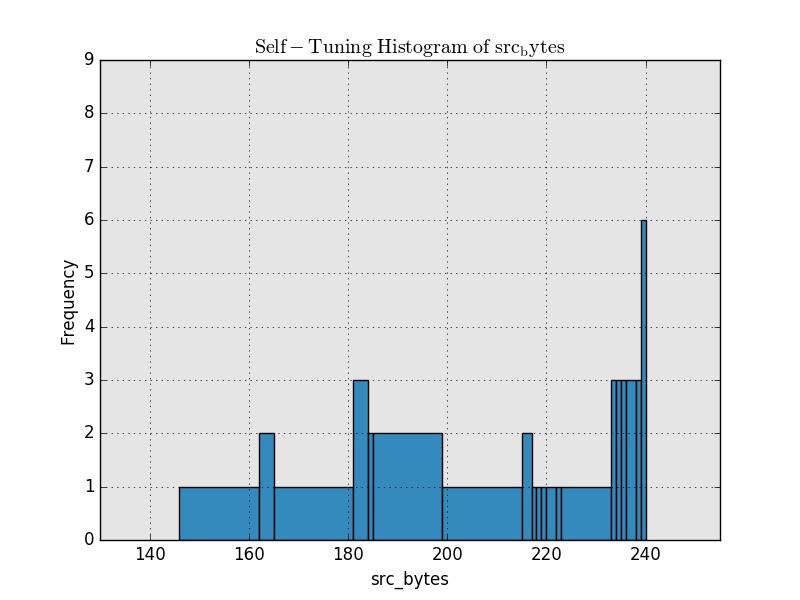 Self − Tuning Histogram of src_bytes
9
8
7
6
5
4
3
2
1
0
Frequency
140 160 180 200 220 240
src_bytes